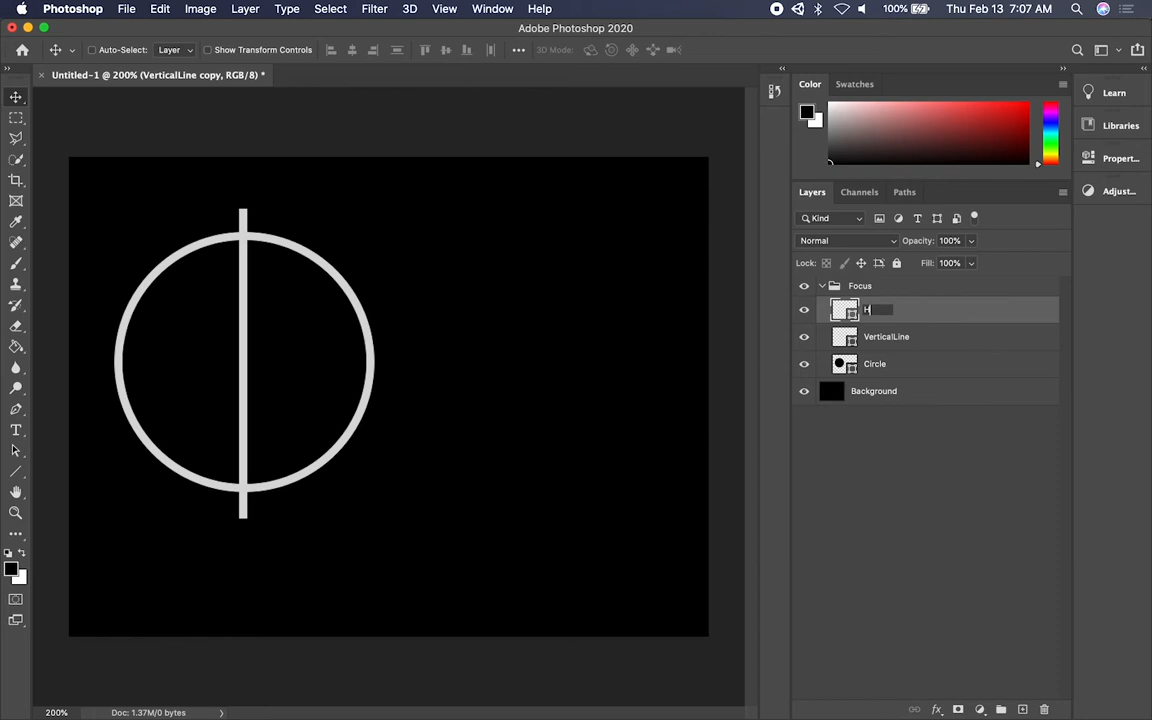 Photoshop File Edit Image Layer Type Select Filter 3D View Window Help 100% Thu Feb 13 7:07 AM
Adobe Photoshop 2020
Auto-Select: Layer Show Transform Controls 3D Mode:
Untitled-1 @ 200% (VerticalLine copy, RGB/8) *
Color Swatches
Learn
Libraries
Propert...
Adjust...
Layers Channels Paths
Kind
Normal Opacity: 100%
Lock: Fill: 100%
Focus
H
VerticalLine
Circle
Background
T
200% Doc: 1.37M/0 bytes
fx